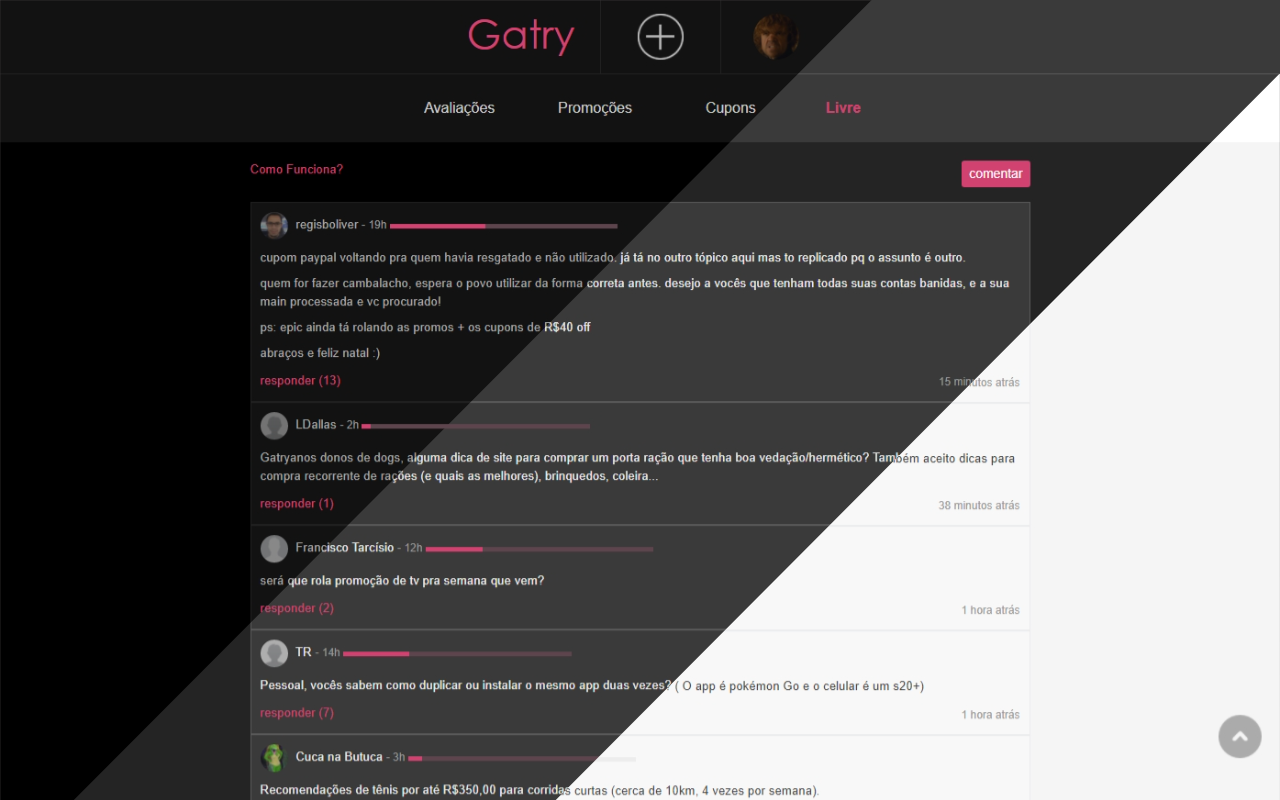 Gatry
Avaliações Promoções Cupons Livre
Como Funciona? comentar
regisboliver - 19h
cupom paypal voltando pra quem havia resgatado e não utilizado. já tá no outro tópico aqui mas to replicado pq o assunto é outro.
quem for fazer cambalacho, espera o povo utilizar da forma correta antes. desejo a vocês que tenham todas suas contas banidas, e a sua
main processada e vc procurado!
ps: epic ainda tá rolando as promos + os cupons de R$40 off
abraços e feliz natal :)
responder (13) 15 minutos atrás
LDallas - 2h
Gatryanos donos de dogs, alguma dica de site para comprar um porta ração que tenha boa vedação/hermético? Também aceito dicas para
compra recorrente de rações (e quais as melhores), brinquedos, coleira...
responder (1) 38 minutos atrás
Francisco Tarcísio - 12h
será que rola promoção de tv pra semana que vem?
responder (2) 1 hora atrás
TR - 14h
Pessoal, vocês sabem como duplicar ou instalar o mesmo app duas vezes? ( O app é pokémon Go e o celular é um s20+)
responder (7) 1 hora atrás
Cuca na Butuca - 3h
Recomendações de tênis por até R$350,00 para corridas curtas (cerca de 10km, 4 vezes por semana).